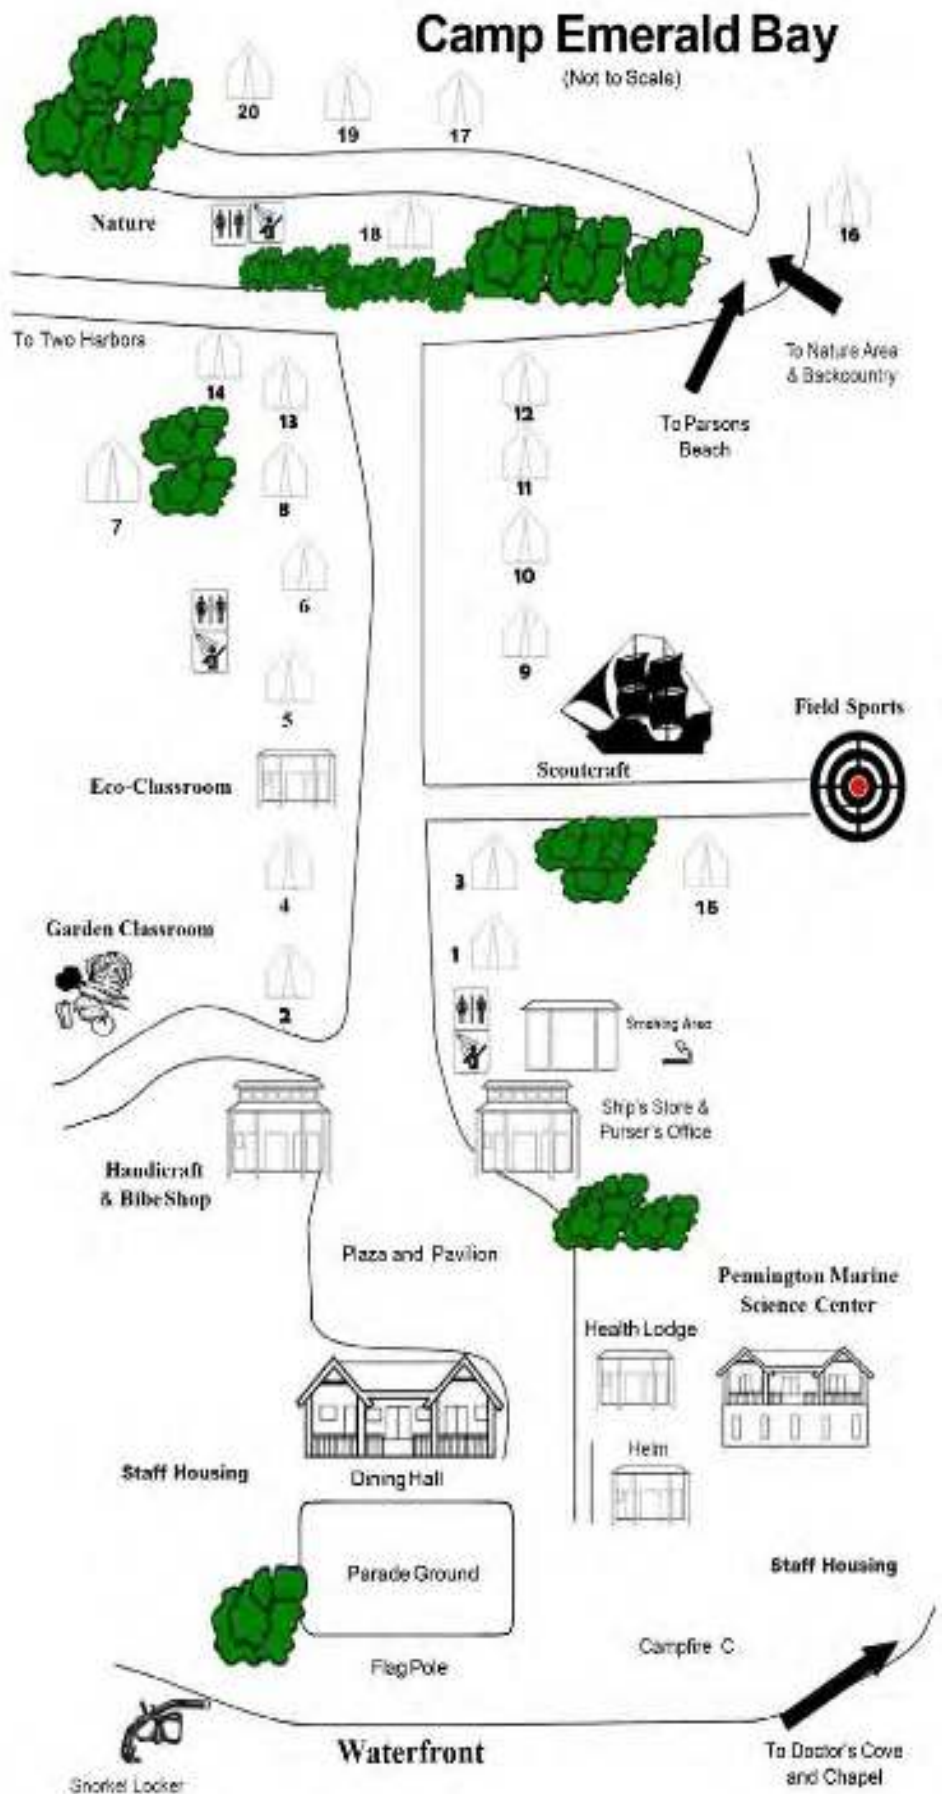 Camp Emerald Bay
(Not to Scale)
20
19
17
16
Nature
18
To Two Harbors
14
13
12
To Nature Area
& Backcountry
To Parsons
Beach
11
7
8
10
6
9
5
Field Sports
Scoutcraft
Eco-Classroom
3
15
4
Garden Classroom
1
2
Smoking Area
Ship's Store &
Purser's Office
Handicraft
& Bibe Shop
Plaza and Pavilion
Pennington Marine
Science Center
Health Lodge
Helm
Staff Housing
Dining Hall
Parade Ground
Staff Housing
Campfire C
Flag Pole
Waterfront
To Doctor's Cove
and Chapel
Snorkel Locker